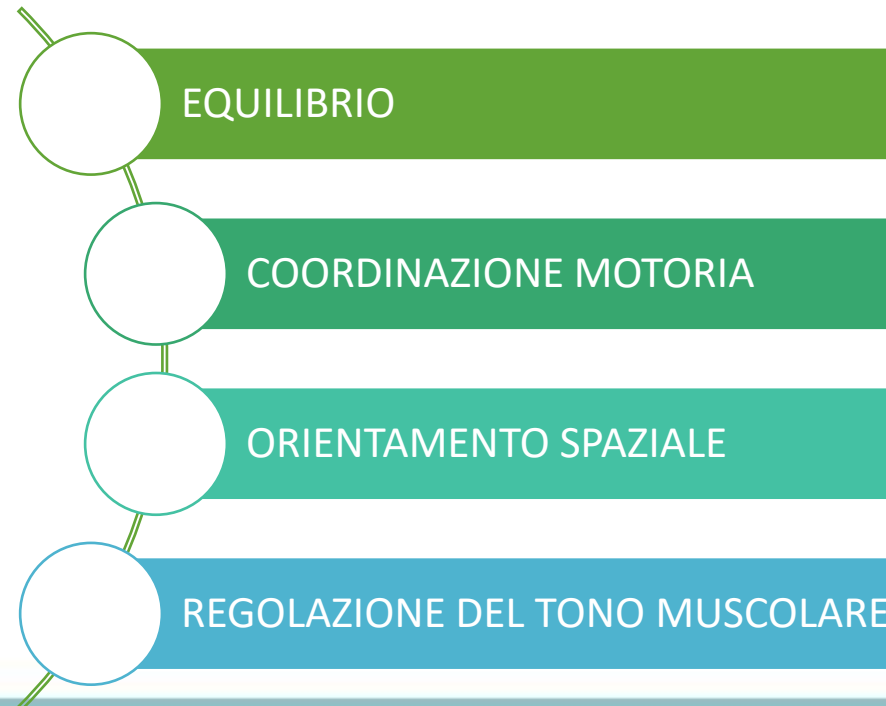 EQUILIBRIO
COORDINAZIONE MOTORIA
ORIENTAMENTO SPAZIALE
REGOLAZIONE DEL TONO MUSCOLARE